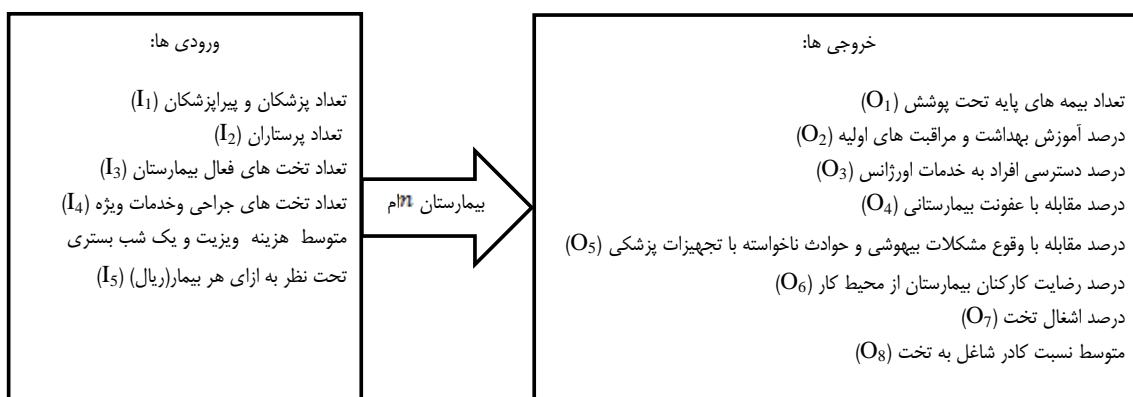 ورودی ها:
تعداد پزشکان و پیراپزشکان (I1)
تعداد پرستاران (I2)
تعداد تخت های فعال بیمارستان (I3)
تعداد تخت های جراحی وخدمات ویژه (I4)
متوسط هزینه ویزیت و یک شب بستری
تحت نظر به ازای هر بیمار(ریال) (I5)
بیمارستان nام
خروجی ها:
تعداد بیمه های پایه تحت پوشش (O1)
درصد آموزش بهداشت و مراقبت های اولیه (O2)
درصد دسترسی افراد به خدمات اورژانس (O3)
درصد مقابله با عفونت بیمارستانی (O4)
درصد مقابله با وقوع مشکلات بیهوشی و حوادث ناخواسته با تجهیزات پزشکی (O5)
درصد رضایت کارکنان بیمارستان از محیط کار (O6)
درصد اشغال تخت (O7)
متوسط نسبت کادر شاغل به تخت (O8)